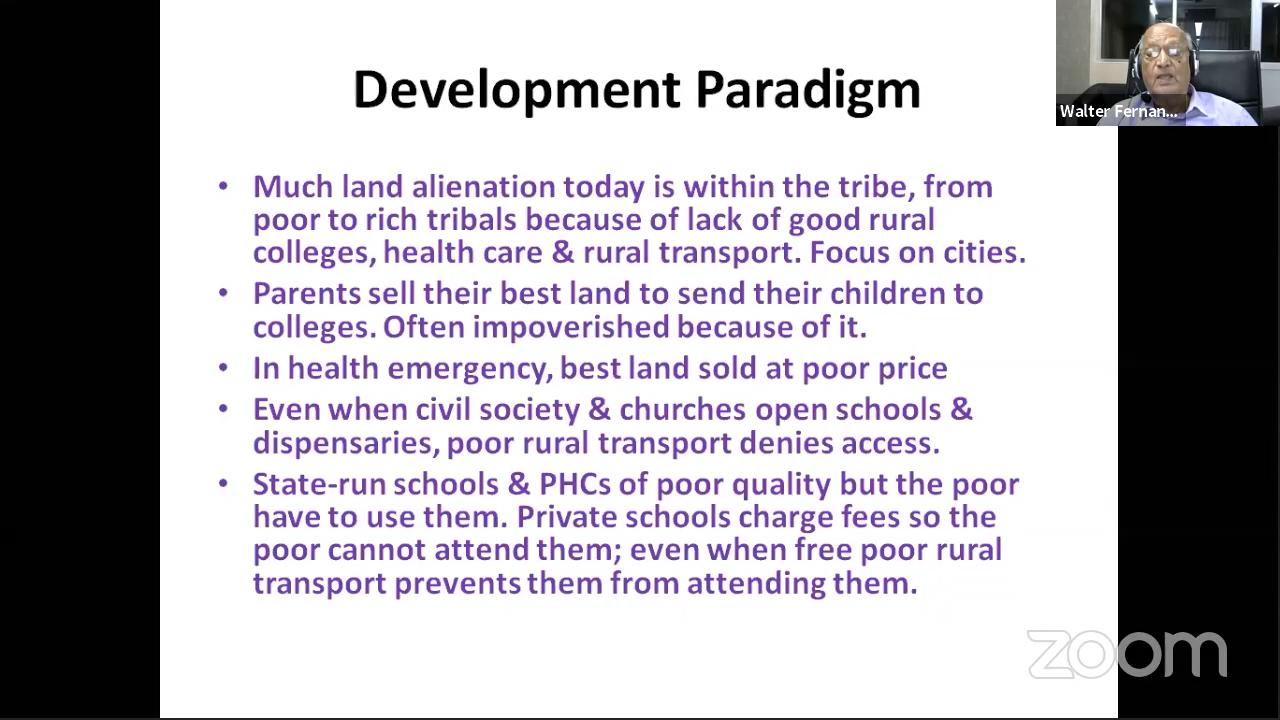 Development Paradigm
Walter Fernan...
• Much land alienation today is within the tribe, from
poor to rich tribals because of lack of good rural
colleges, health care & rural transport. Focus on cities.
• Parents sell their best land to send their children to
colleges. Often impoverished because of it.
• In health emergency, best land sold at poor price
• Even when civil society & churches open schools &
dispensaries, poor rural transport denies access.
• State-run schools & PHCs of poor quality but the poor
have to use them. Private schools charge fees so the
poor cannot attend them; even when free poor rural
transport prevents them from attending them.
zoom